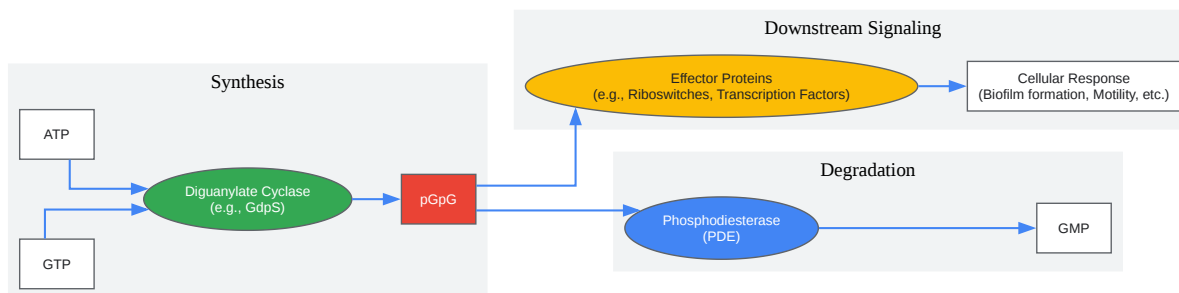 Synthesis
ATP
GTP
Diguanylate Cyclase
(e.g., GdpS)
pGpG
Downstream Signaling
Effector Proteins
(e.g., Riboswitches, Transcription Factors)
Cellular Response
(Biofilm formation, Motility, etc.)
Degradation
Phosphodiesterase
(PDE)
GMP